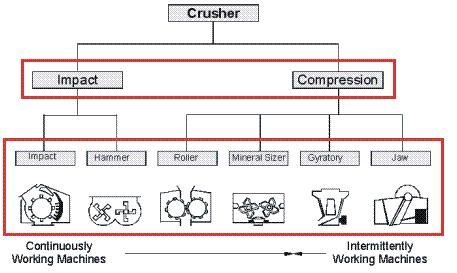 Crusher
Impact
Compression
Impact
Hammer
Roller
Mineral Sizer
Gyratory
Jaw
Continuously
Working Machines
Intermittently
Working Machines